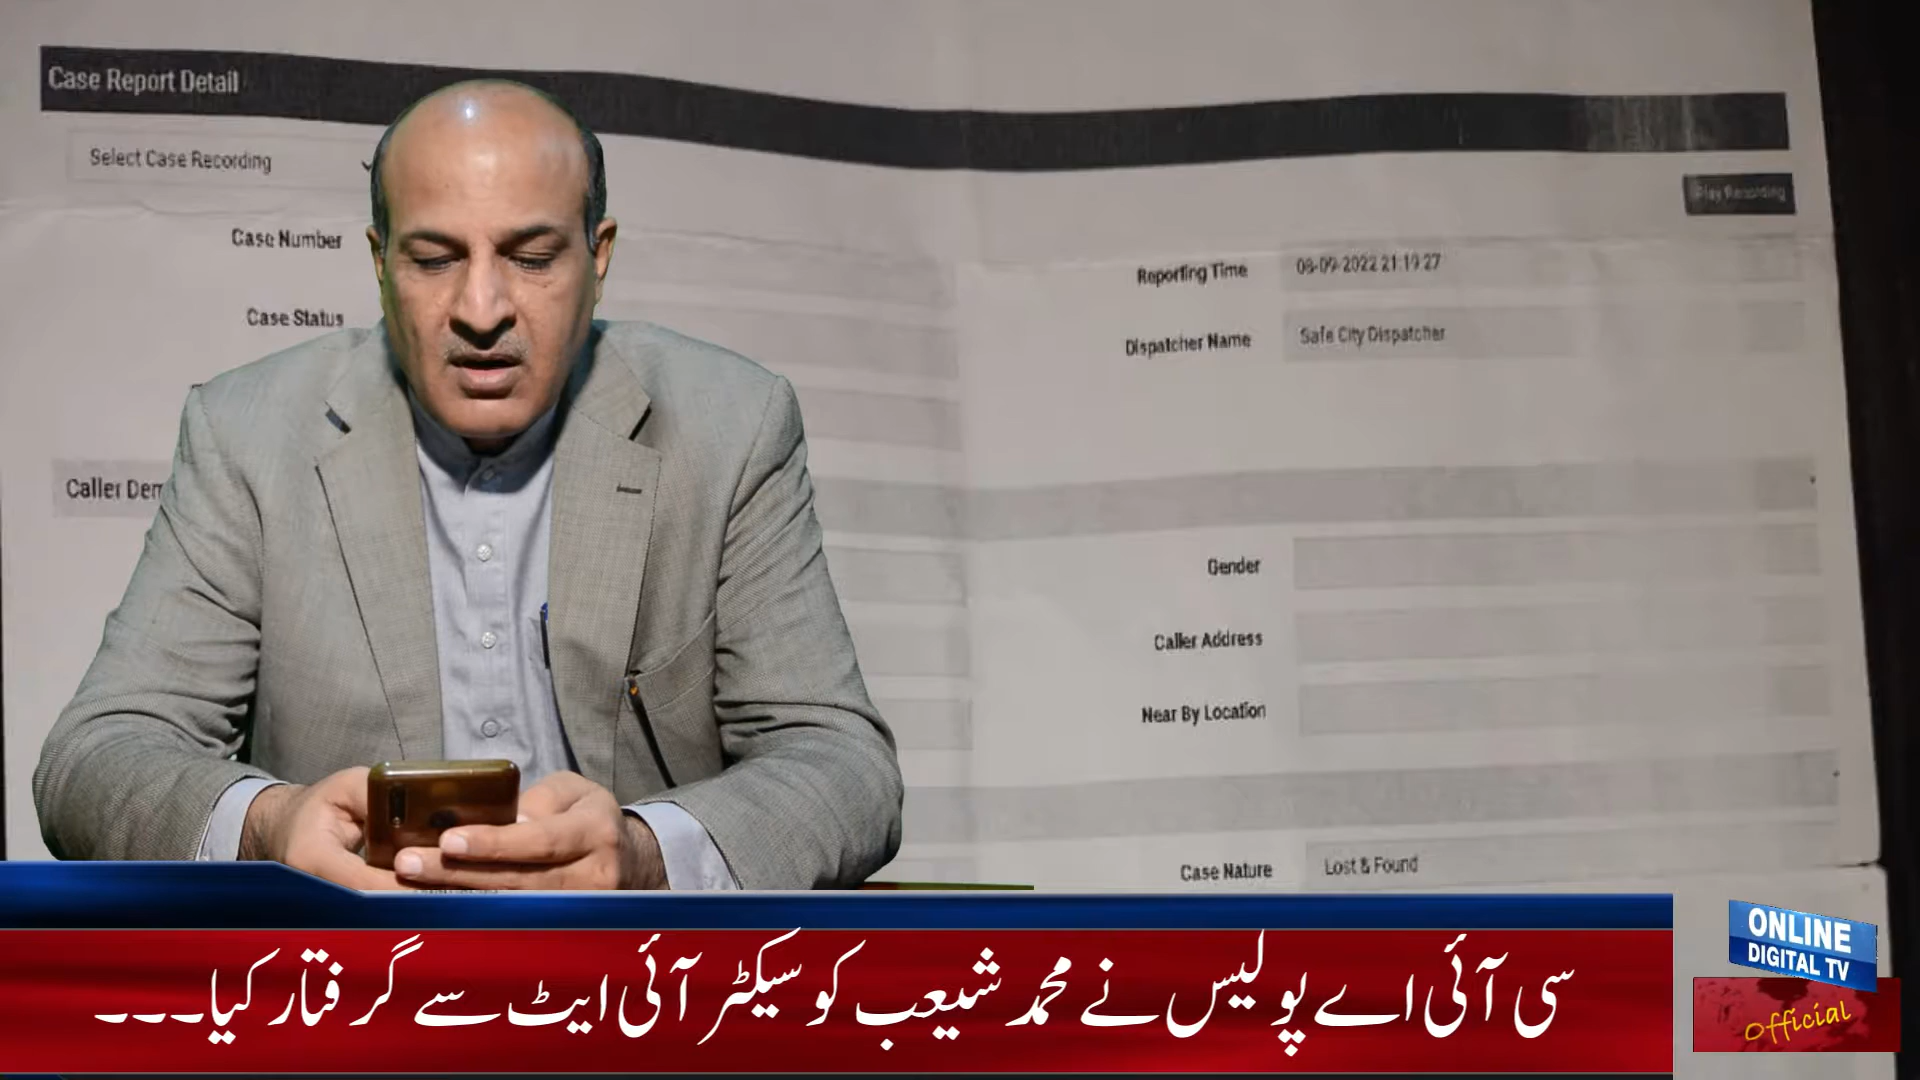 Case Report Detail
Select Case Recording
Play Recording
Case Number
Reporting Time 08-09-2022 21:19:27
Case Status
Dispatcher Name Safe City Dispatcher
Caller Dem
Gender
Caller Address
Near By Location
Case Nature Lost & Found
سی آئی اے پولیس نے محمد شیعب کو سیکٹر آئی ایٹ سے گرفتار کیا۔۔۔
ONLINE
DIGITAL TV
Official